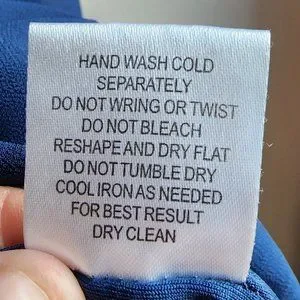 HAND WASH COLD
SEPARATELY
DO NOT WRING OR TWIST
DO NOT BLEACH
RESHAPE AND DRY FLAT
DO NOT TUMBLE DRY
COOL IRON AS NEEDED
FOR BEST RESULT
DRY CLEAN